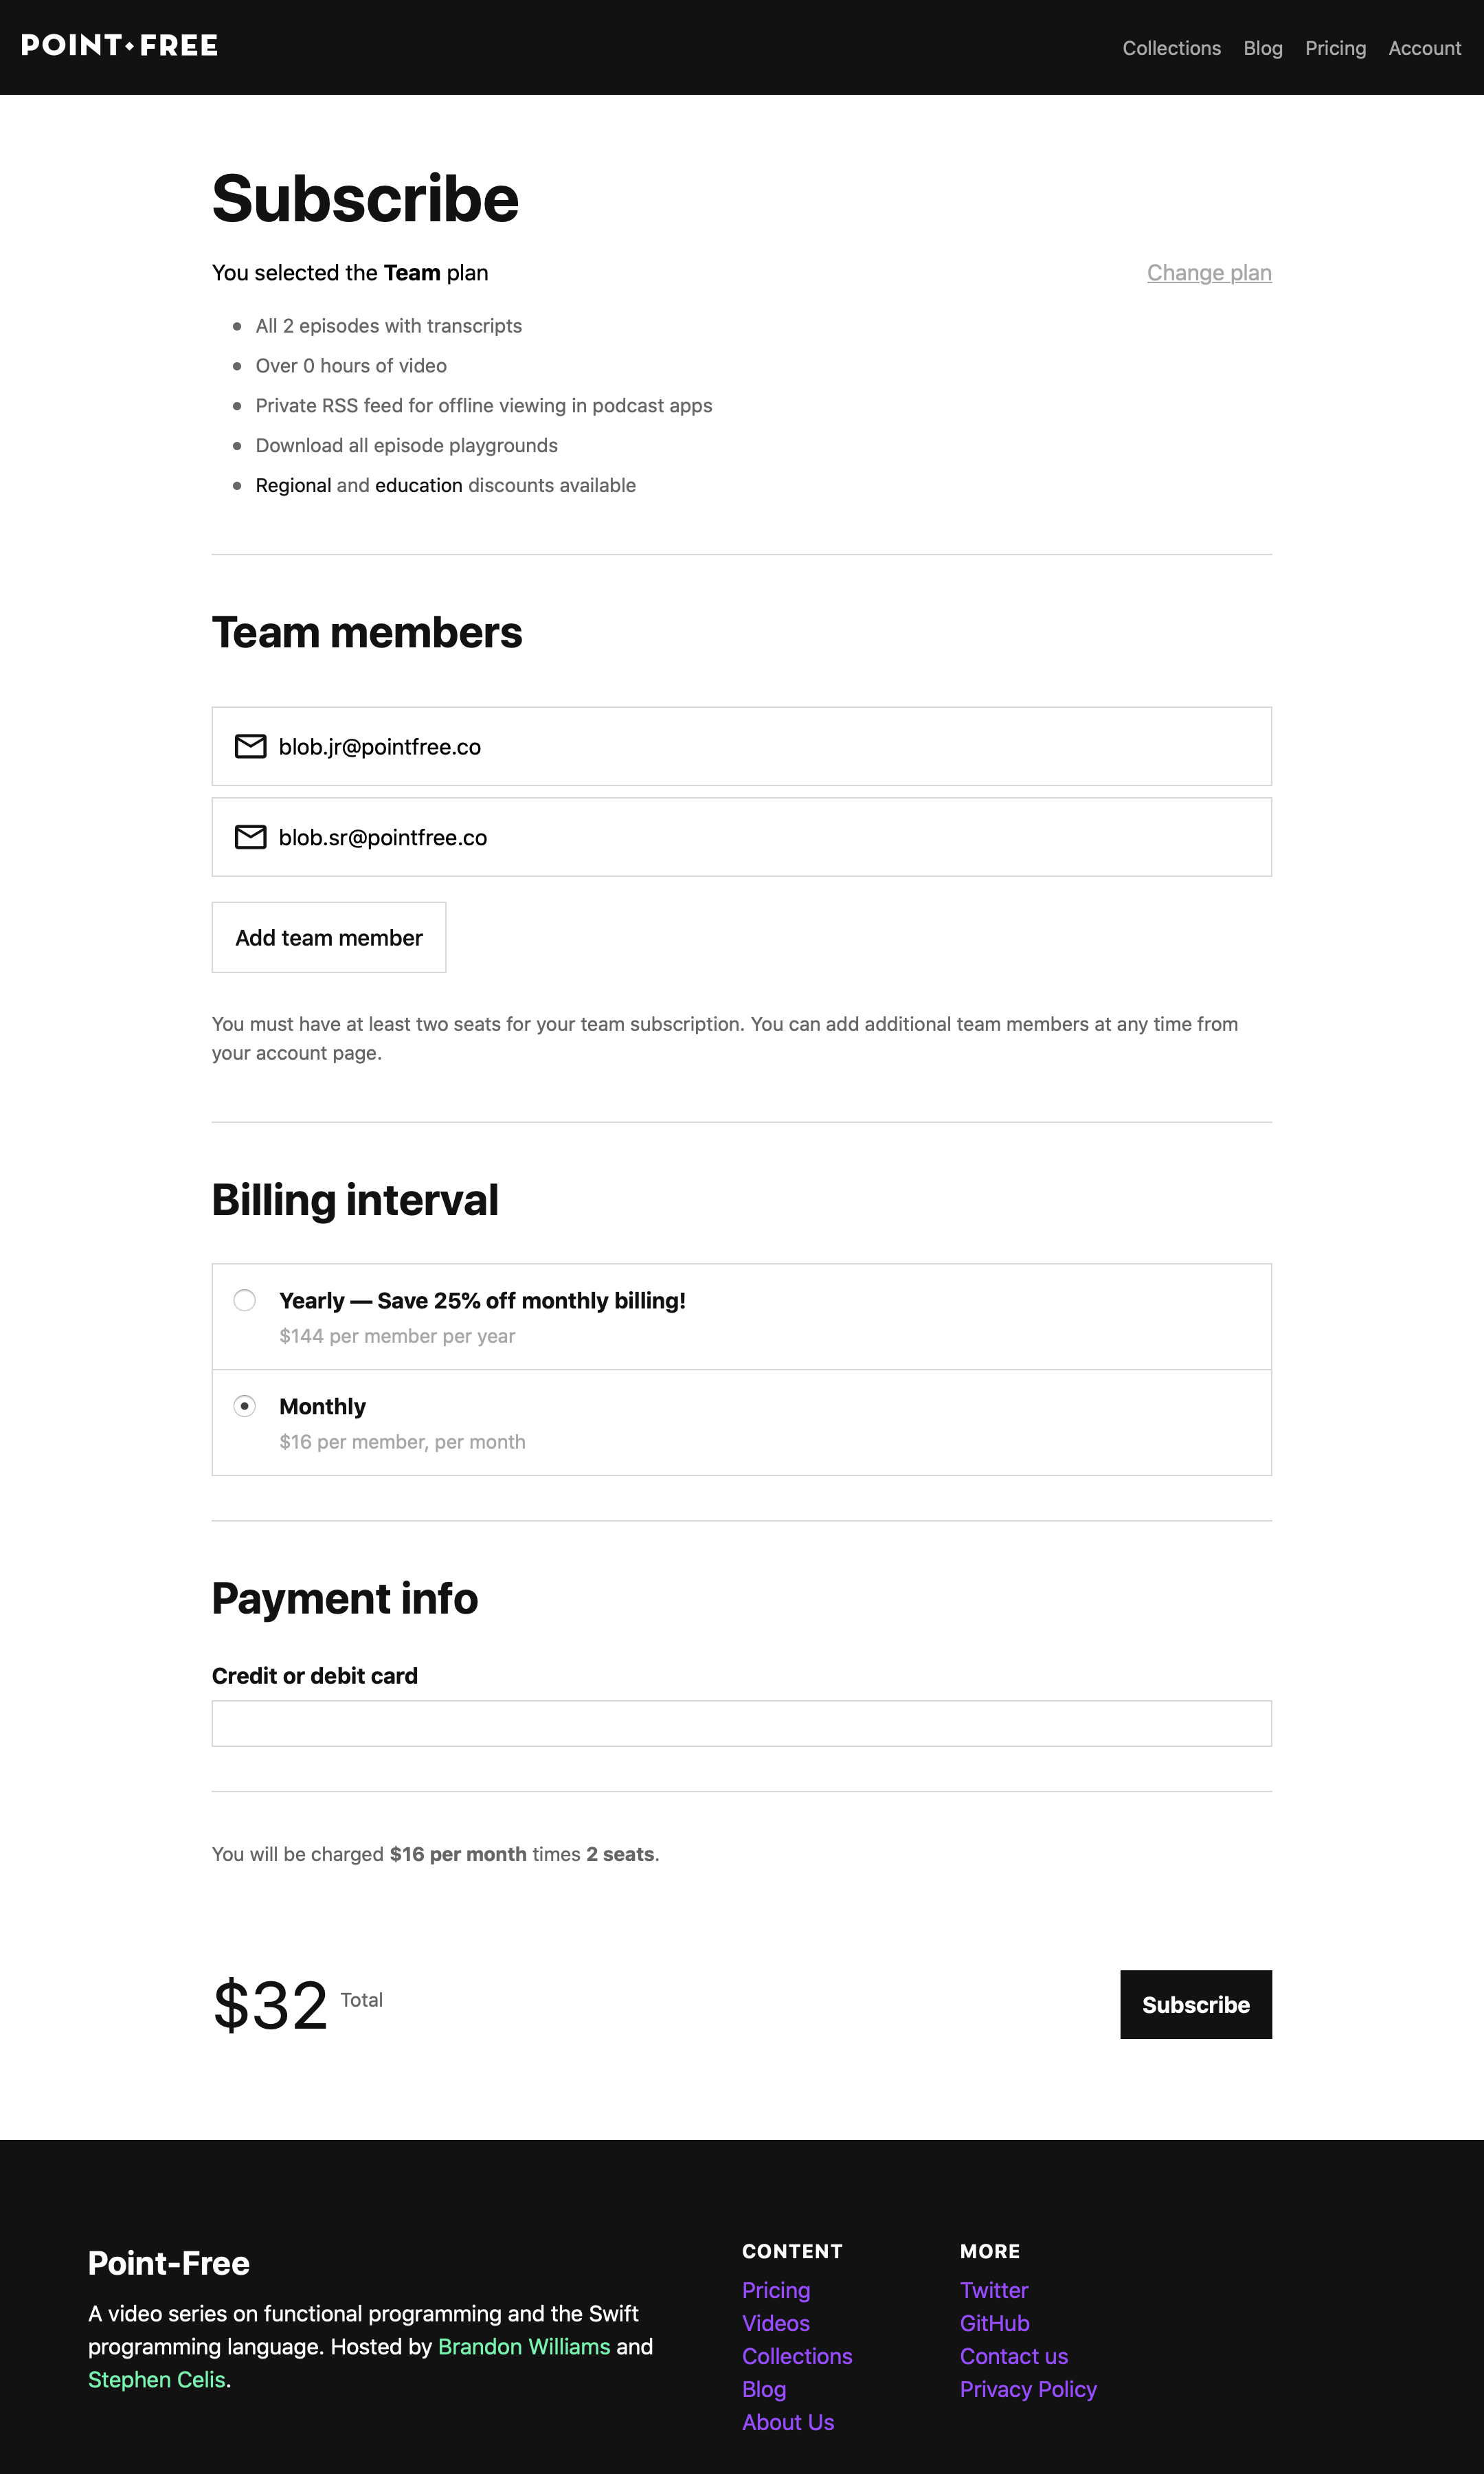 POINT•FREE
Collections Blog Pricing Account
Subscribe
You selected the Team plan
Change plan
All 2 episodes with transcripts
Over 0 hours of video
Private RSS feed for offline viewing in podcast apps
Download all episode playgrounds
Regional and education discounts available
Team members
blob.jr@pointfree.co
blob.sr@pointfree.co
Add team member
You must have at least two seats for your team subscription. You can add additional team members at any time from
your account page.
Billing interval
Yearly — Save 25% off monthly billing!
$144 per member per year
Monthly
$16 per member, per month
Payment info
Credit or debit card
You will be charged $16 per month times 2 seats.
$32 Total
Subscribe
Point-Free
A video series on functional programming and the Swift
programming language. Hosted by Brandon Williams and
Stephen Celis.
CONTENT
Pricing
Videos
Collections
Blog
About Us
MORE
Twitter
GitHub
Contact us
Privacy Policy